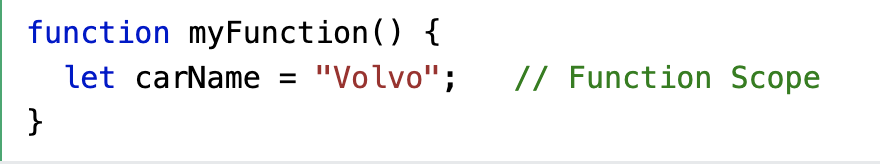 function myFunction() {
  let carName = "Volvo";   // Function Scope
}